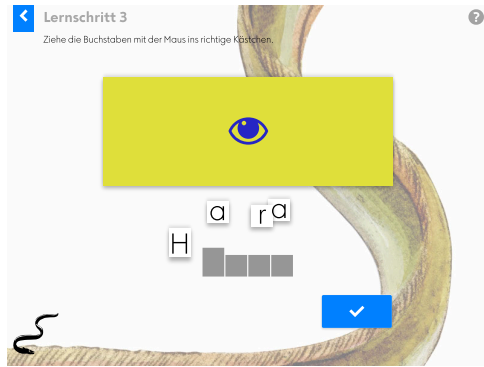 Lernschritt 3
Ziehe die Buchstaben mit der Maus ins richtige Kästchen.
a r a
H